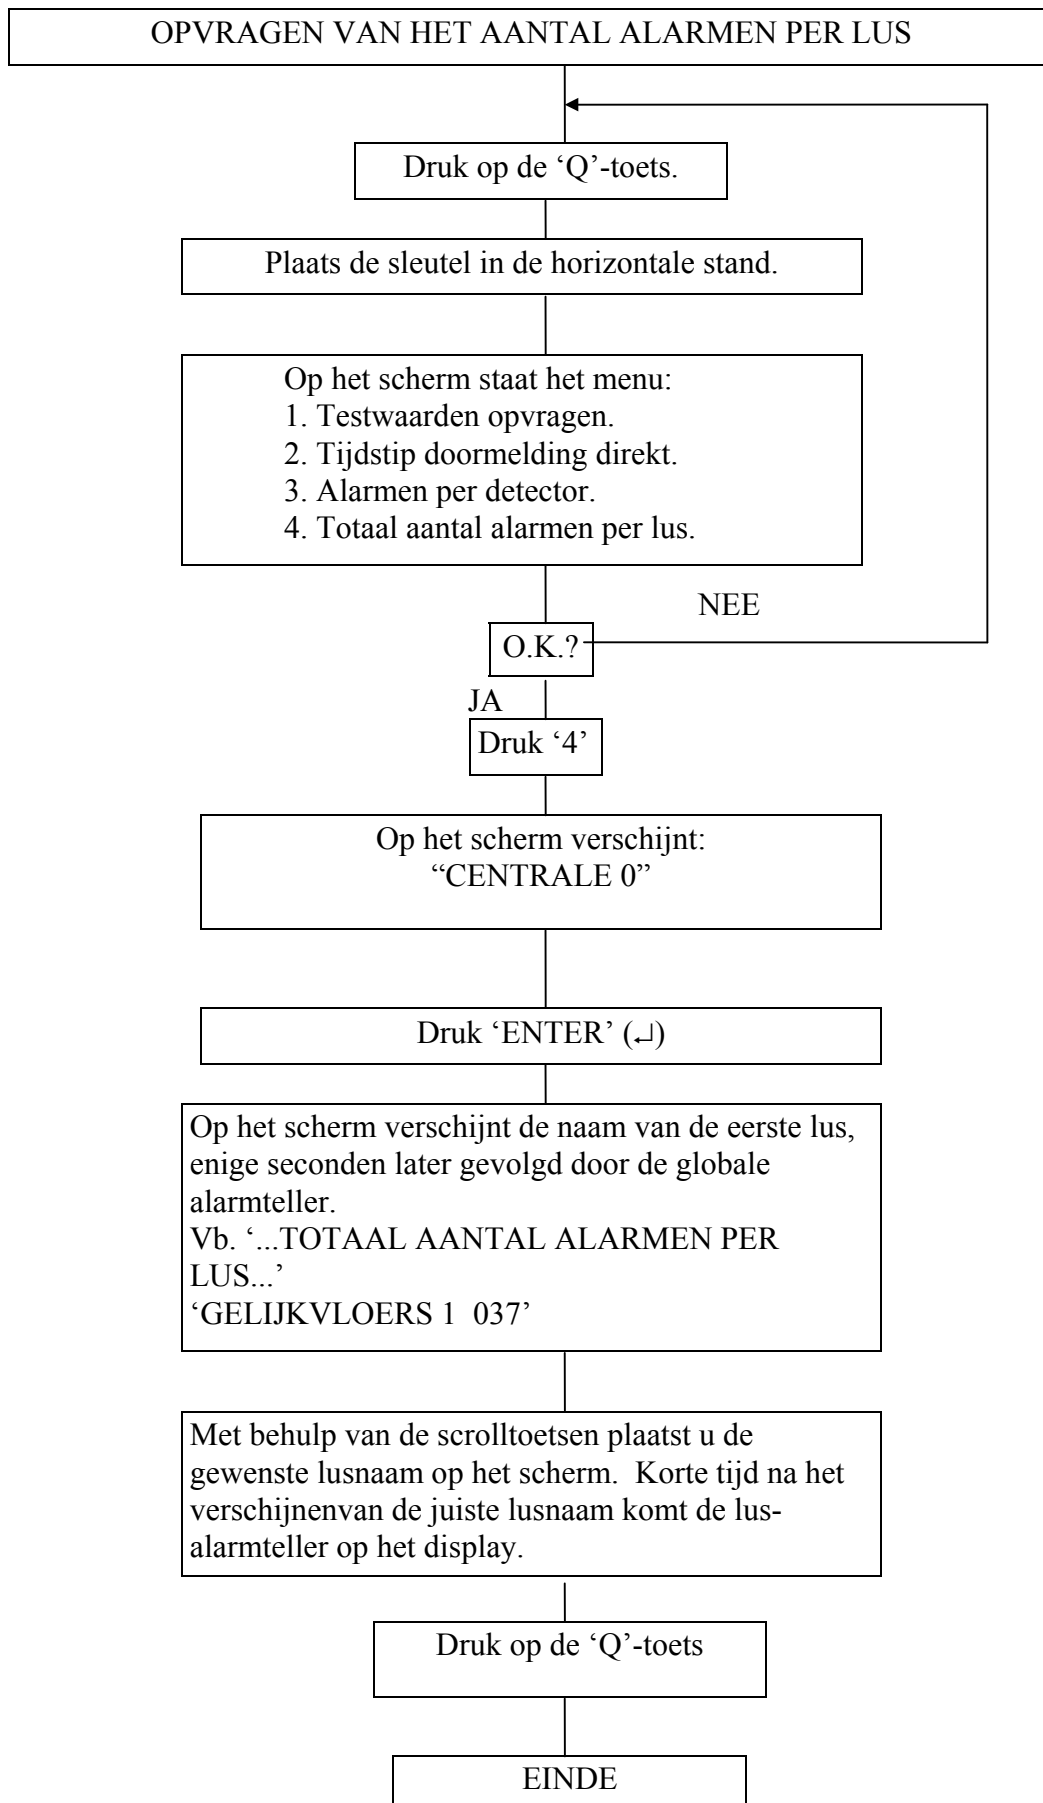 OPVRAGEN VAN HET AANTAL ALARMEN PER LUS
Druk op de ‘Q’-toets.
Plaats de sleutel in de horizontale stand.
Op het scherm staat het menu:
1. Testwaarden opvragen.
2. Tijdstip doormelding direkt.
3. Alarmen per detector.
4. Totaal aantal alarmen per lus.
NEE
O.K.?
JA
Druk ‘4’
Op het scherm verschijnt:
“CENTRALE 0”
Druk ‘ENTER’ (↵)
Op het scherm verschijnt de naam van de eerste lus,
enige seconden later gevolgd door de globale
alarmteller.
Vb. ‘...TOTAAL AANTAL ALARMEN PER
LUS...’
‘GELIJKVLOERS 1  037’
Met behulp van de scrolltoetsen plaatst u de
gewenste lusnaam op het scherm.  Korte tijd na het
verschijnenvan de juiste lusnaam komt de lus-
alarmteller op het display.
Druk op de ‘Q’-toets
EINDE